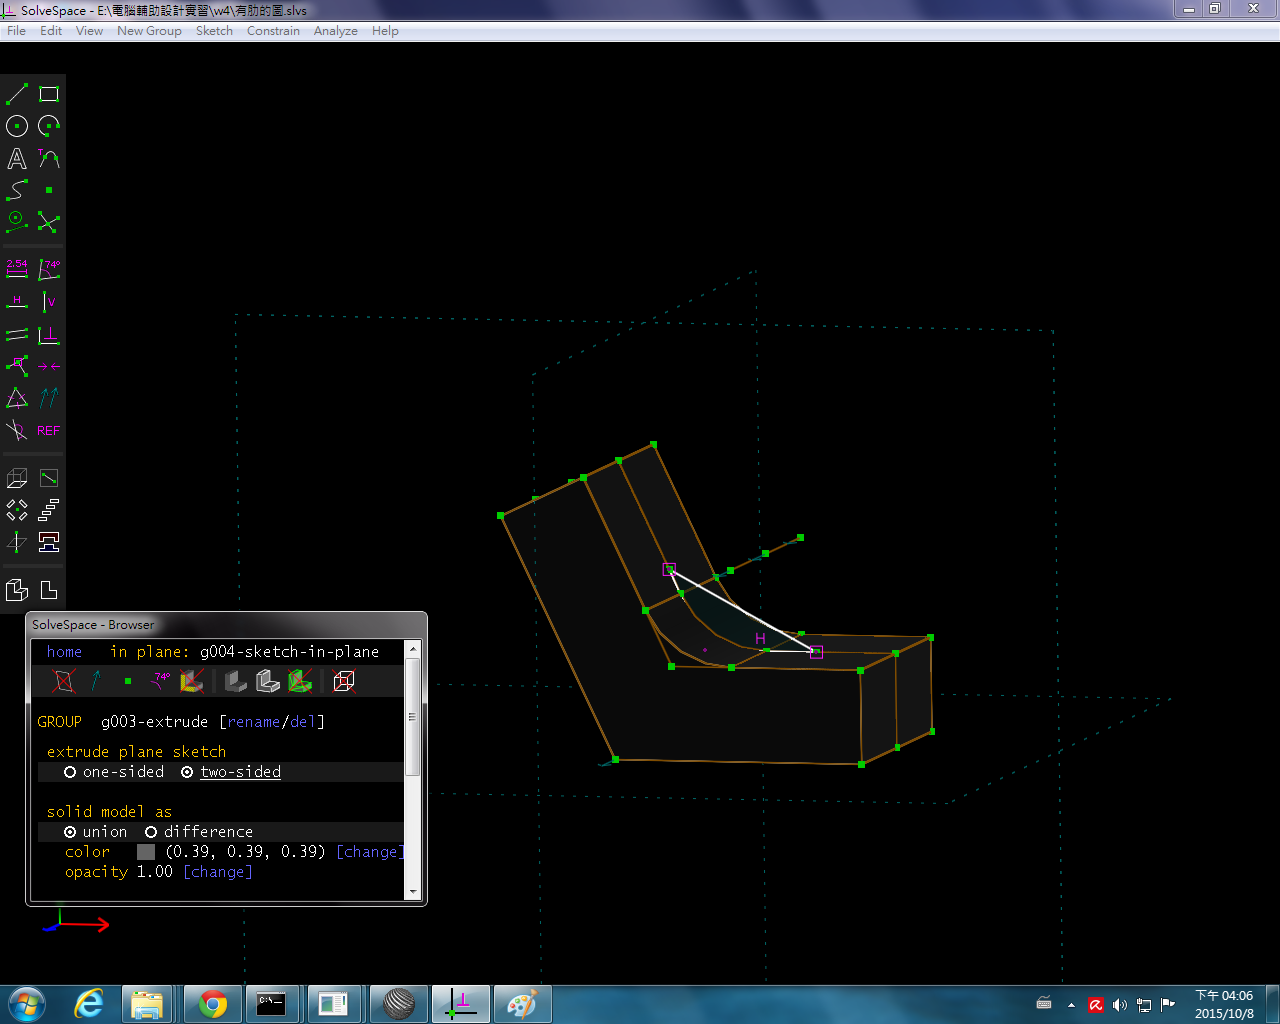 SolveSpace - E:\電腦輔助設計實習\w4\有肋的圖.slvs
File Edit View New Group Sketch Constrain Analyze Help
A T
2.54 74º
H V
REF
H
SolveSpace - Browser
home in plane: g004-sketch-in-plane
74º
GROUP g003-extrude [rename/del]
extrude plane sketch
one-sided two-sided
solid model as
union difference
color (0.39, 0.39, 0.39) [change]
opacity 1.00 [change]
C:\_
下午 04:06
2015/10/8